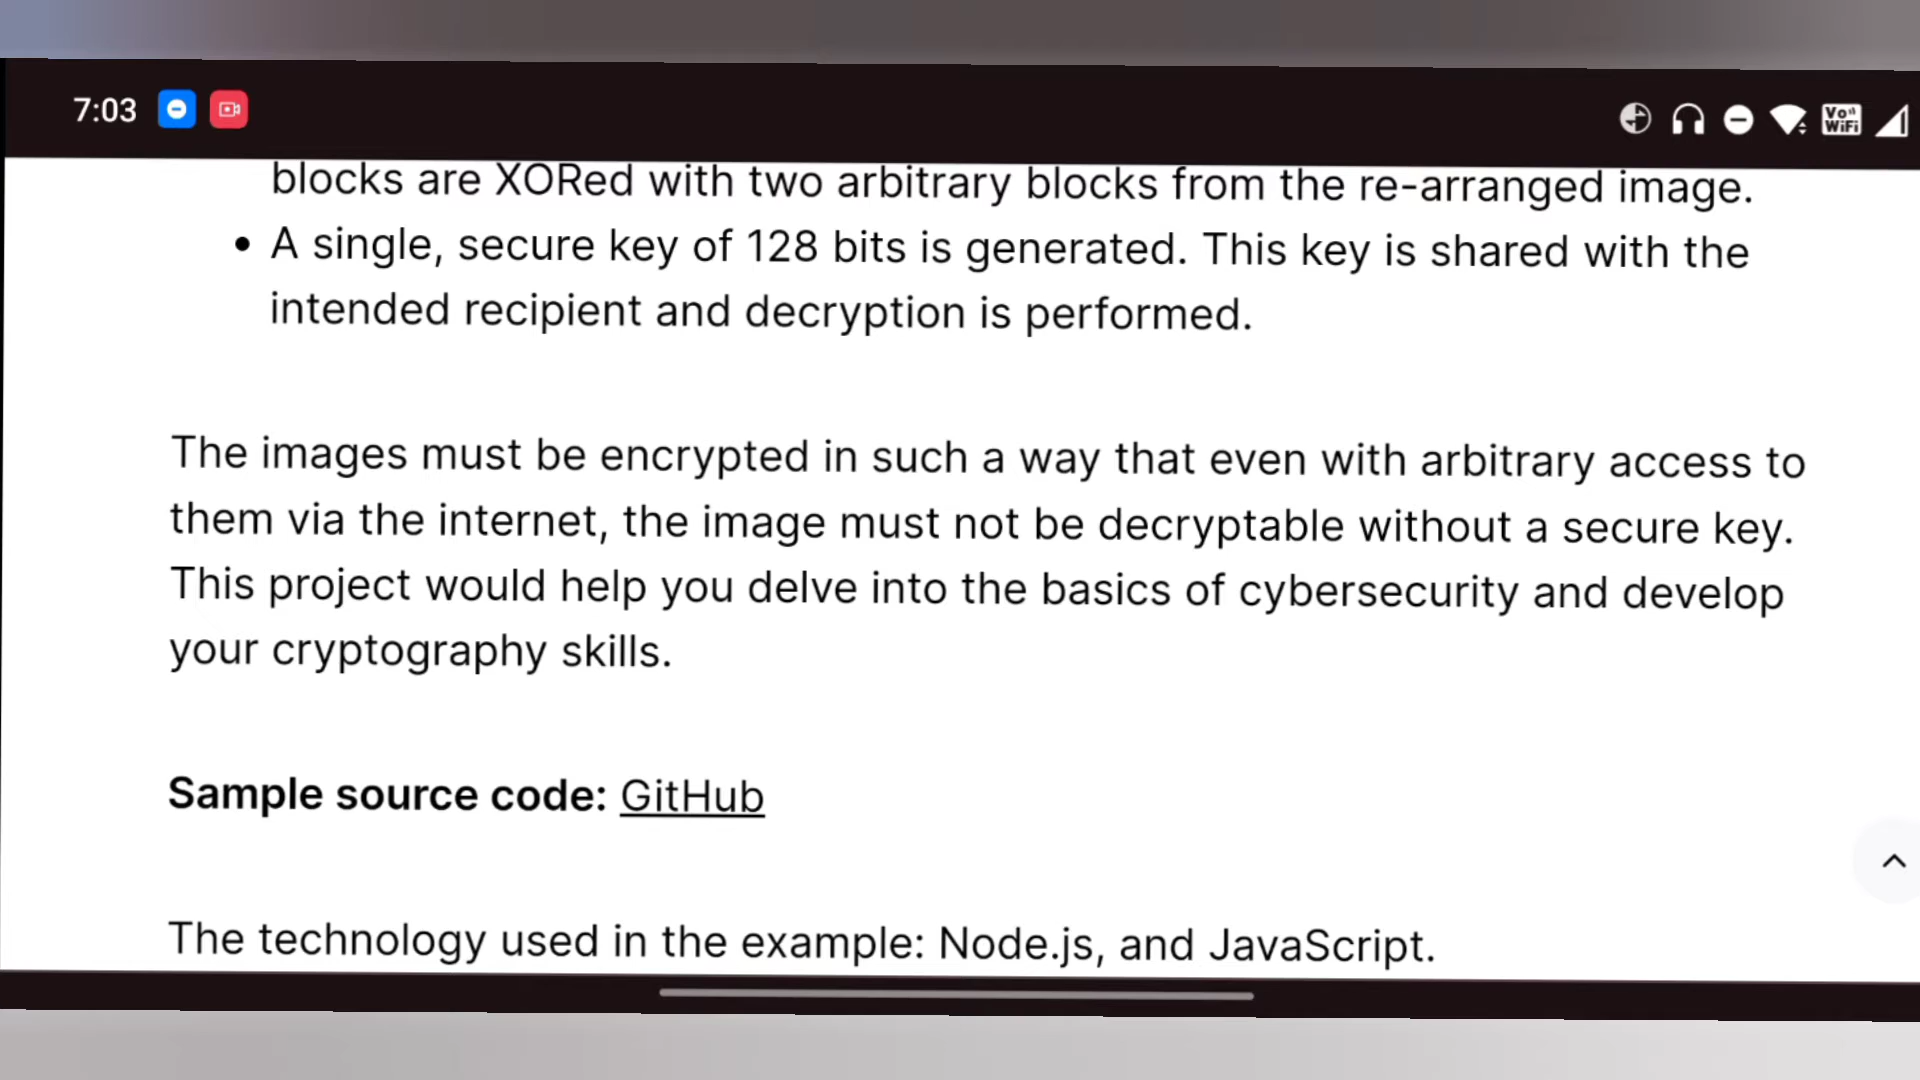 7:03
Vo WiFi
blocks are XORed with two arbitrary blocks from the re-arranged image.
• A single, secure key of 128 bits is generated. This key is shared with the
intended recipient and decryption is performed.
The images must be encrypted in such a way that even with arbitrary access to
them via the internet, the image must not be decryptable without a secure key.
This project would help you delve into the basics of cybersecurity and develop
your cryptography skills.
Sample source code: GitHub
The technology used in the example: Node.js, and JavaScript.